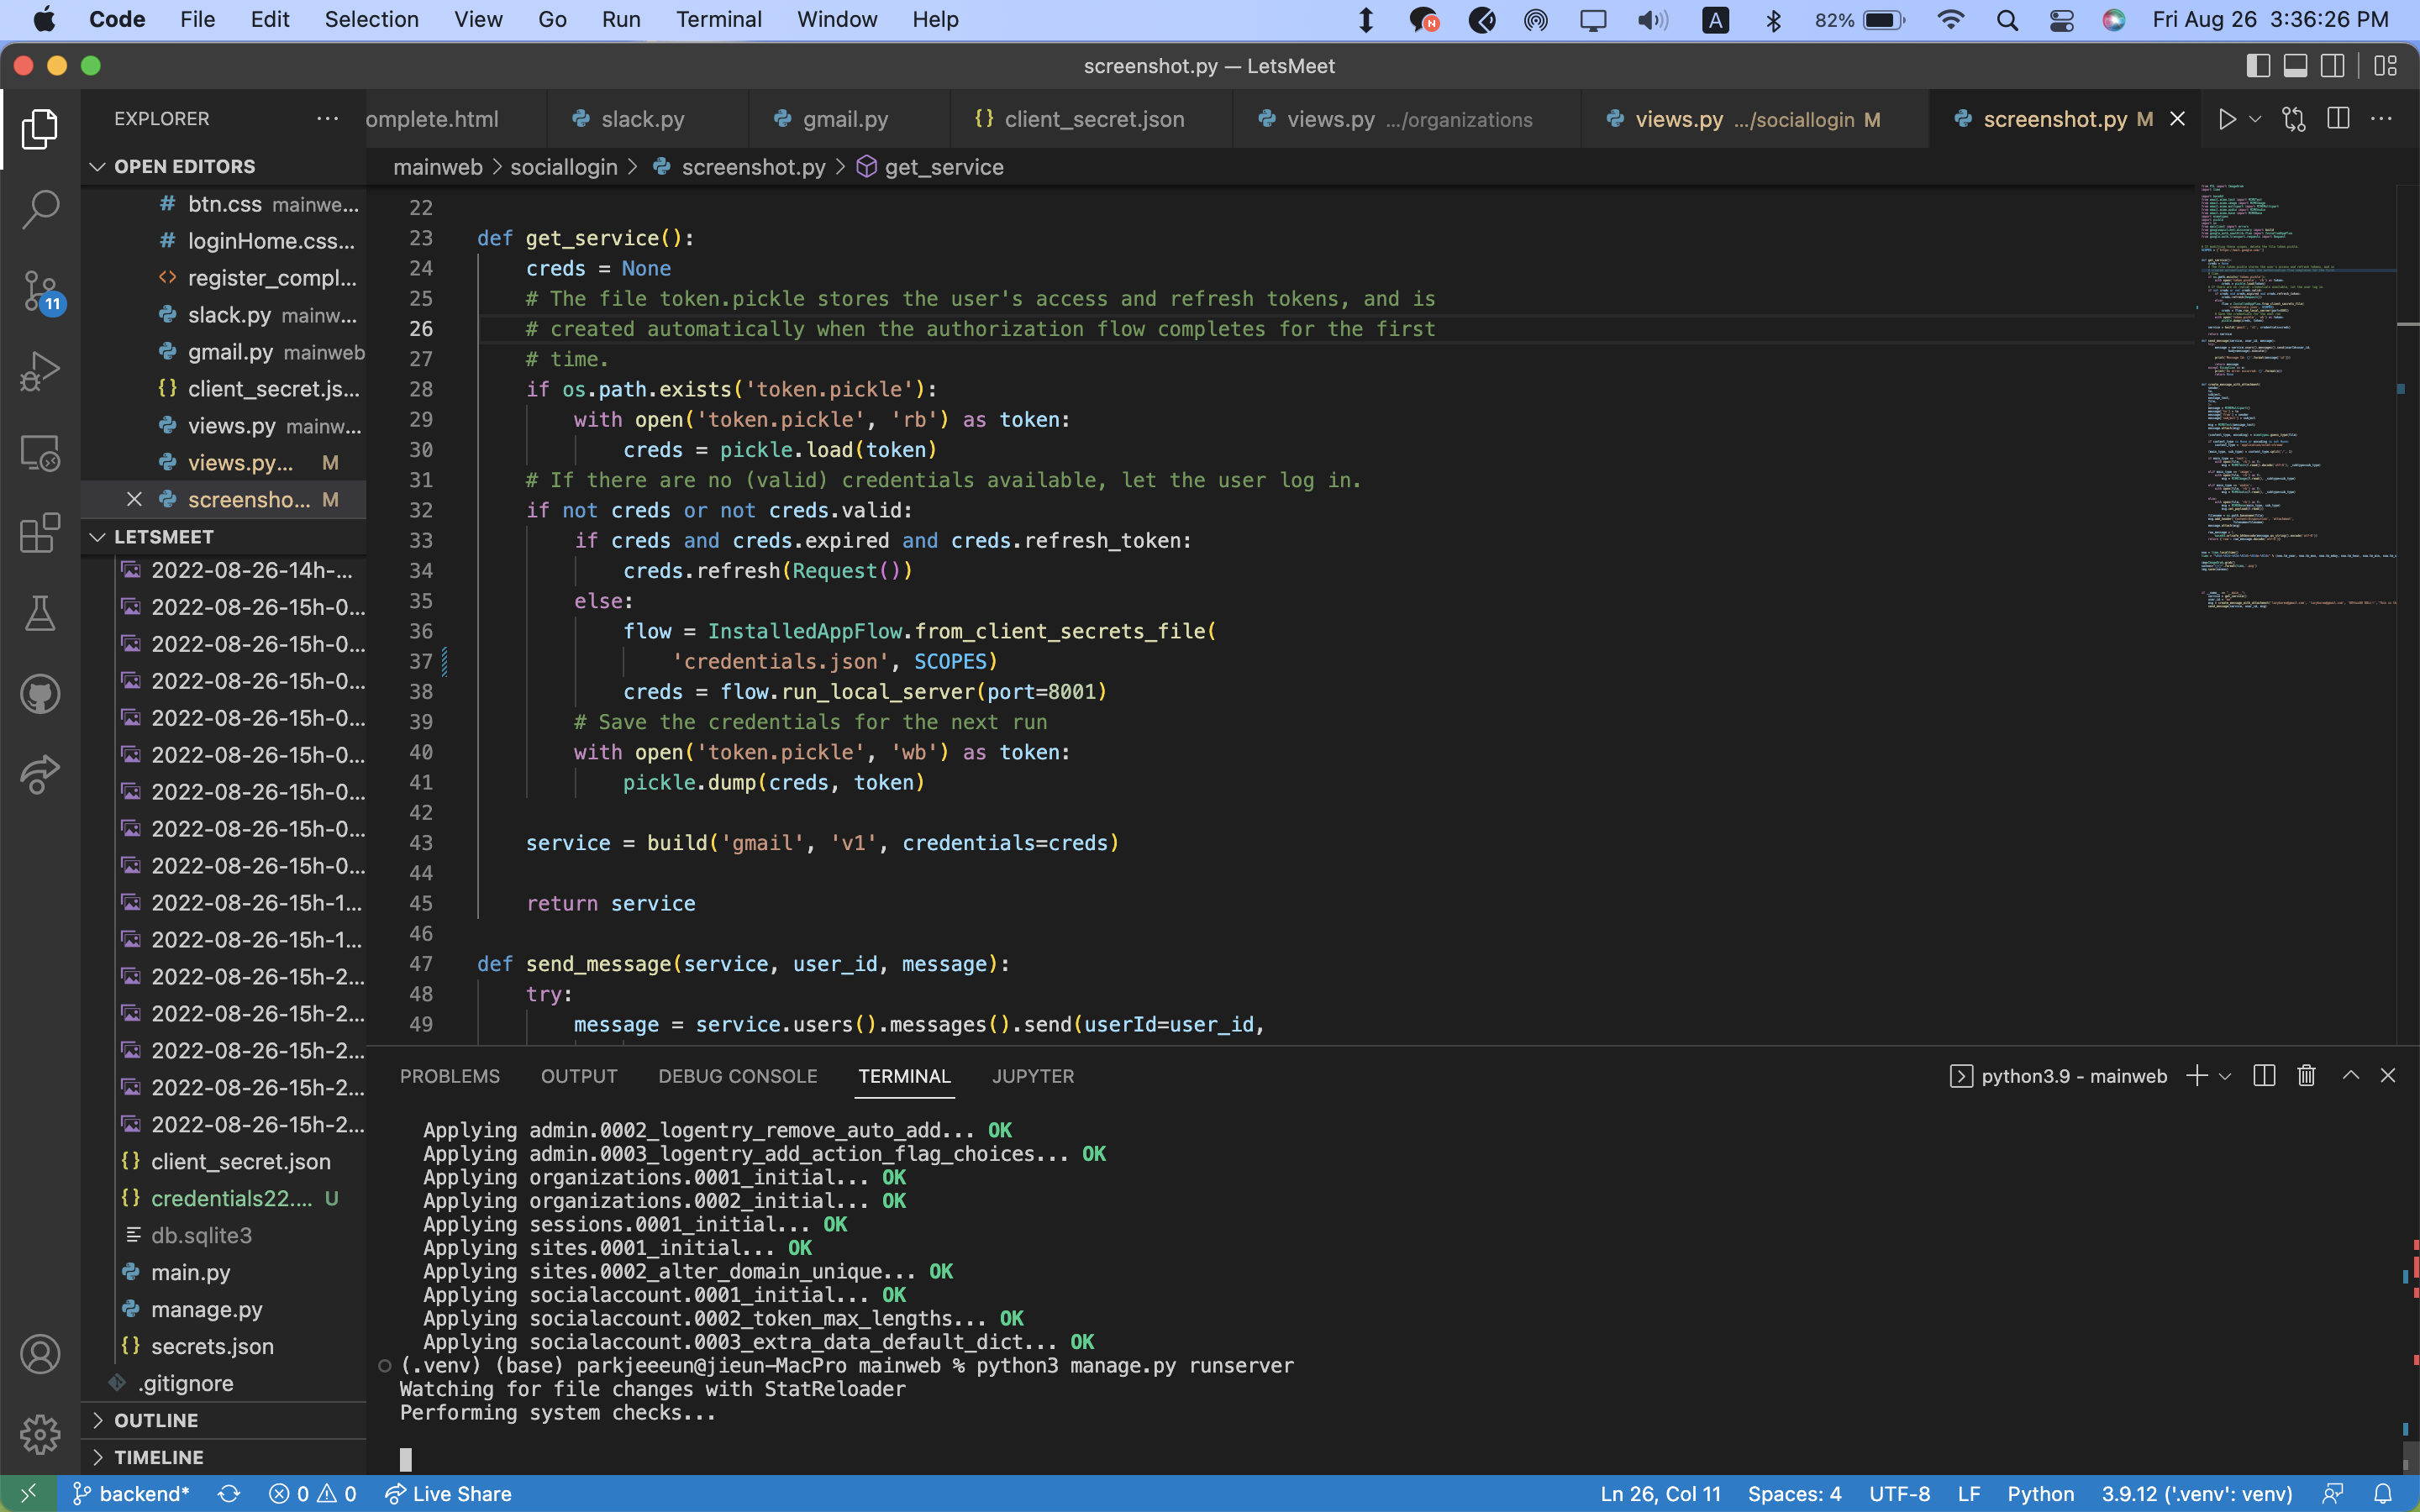 Code File Edit Selection View Go Run Terminal Window Help A 82% Fri Aug 26 3:36:26 PM
screenshot.py — LetsMeet
EXPLORER
omplete.html slack.py gmail.py {} client_secret.json views.py .../organizations views.py .../sociallogin M screenshot.py M
mainweb > sociallogin > screenshot.py > get_service
OPEN EDITORS
# btn.css mainwe...
# loginHome.css...
<> register_compl...
slack.py mainw...
gmail.py mainweb
{} client_secret.js...
views.py mainw...
views.py... M
screensho... M
LETSMEET
2022-08-26-14h-...
2022-08-26-15h-0...
2022-08-26-15h-0...
2022-08-26-15h-0...
2022-08-26-15h-0...
2022-08-26-15h-0...
2022-08-26-15h-0...
2022-08-26-15h-0...
2022-08-26-15h-0...
2022-08-26-15h-1...
2022-08-26-15h-1...
2022-08-26-15h-2...
2022-08-26-15h-2...
2022-08-26-15h-2...
2022-08-26-15h-2...
2022-08-26-15h-2...
{} client_secret.json
{} credentials22.... U
db.sqlite3
main.py
manage.py
{} secrets.json
.gitignore
OUTLINE
TIMELINE
11
22
23 def get_service():
24 creds = None
25 # The file token.pickle stores the user's access and refresh tokens, and is
26 # created automatically when the authorization flow completes for the first
27 # time.
28 if os.path.exists('token.pickle'):
29 with open('token.pickle', 'rb') as token:
30 creds = pickle.load(token)
31 # If there are no (valid) credentials available, let the user log in.
32 if not creds or not creds.valid:
33 if creds and creds.expired and creds.refresh_token:
34 creds.refresh(Request())
35 else:
36 flow = InstalledAppFlow.from_client_secrets_file(
37 'credentials.json', SCOPES)
38 creds = flow.run_local_server(port=8001)
39 # Save the credentials for the next run
40 with open('token.pickle', 'wb') as token:
41 pickle.dump(creds, token)
42
43 service = build('gmail', 'v1', credentials=creds)
44
45 return service
46
47 def send_message(service, user_id, message):
48 try:
49 message = service.users().messages().send(userId=user_id,
PROBLEMS OUTPUT DEBUG CONSOLE TERMINAL JUPYTER python3.9 - mainweb
Applying admin.0002_logentry_remove_auto_add... OK
Applying admin.0003_logentry_add_action_flag_choices... OK
Applying organizations.0001_initial... OK
Applying organizations.0002_initial... OK
Applying sessions.0001_initial... OK
Applying sites.0001_initial... OK
Applying sites.0002_alter_domain_unique... OK
Applying socialaccount.0001_initial... OK
Applying socialaccount.0002_token_max_lengths... OK
Applying socialaccount.0003_extra_data_default_dict... OK
(.venv) (base) parkjeeeun@jieun-MacPro mainweb % python3 manage.py runserver
Watching for file changes with StatReloader
Performing system checks...
backend* 0 0 Live Share Ln 26, Col 11 Spaces: 4 UTF-8 LF Python 3.9.12 ('.venv': venv)